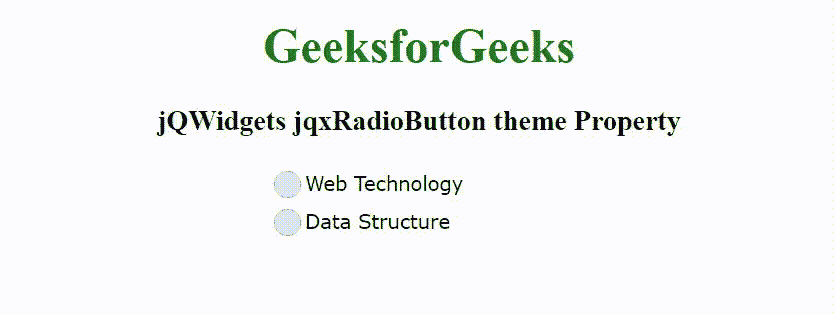 GeeksforGeeks
jQWidgets jqxRadioButton theme Property
Web Technology
Data Structure